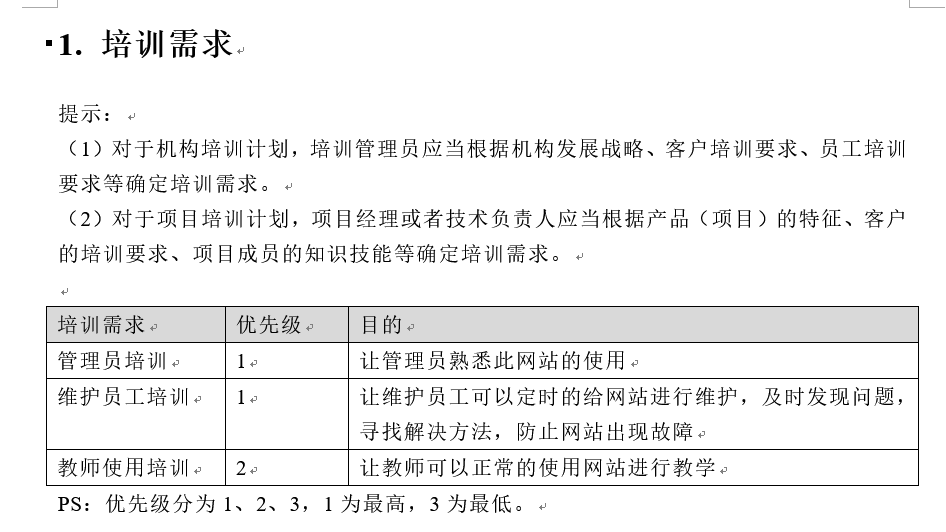 1. 培训需求
提示：
（1）对于机构培训计划，培训管理员应当根据机构发展战略、客户培训要求、员工培训
要求等确定培训需求。
（2）对于项目培训计划，项目经理或者技术负责人应当根据产品（项目）的特征、客户
的培训要求、项目成员的知识技能等确定培训需求。
培训需求 优先级 目的
管理员培训 1 让管理员熟悉此网站的使用
维护员工培训 1 让维护员工可以定时的给网站进行维护，及时发现问题，
寻找解决方法，防止网站出现故障
教师使用培训 2 让教师可以正常的使用网站进行教学
PS：优先级分为 1、2、3，1 为最高，3 为最低。